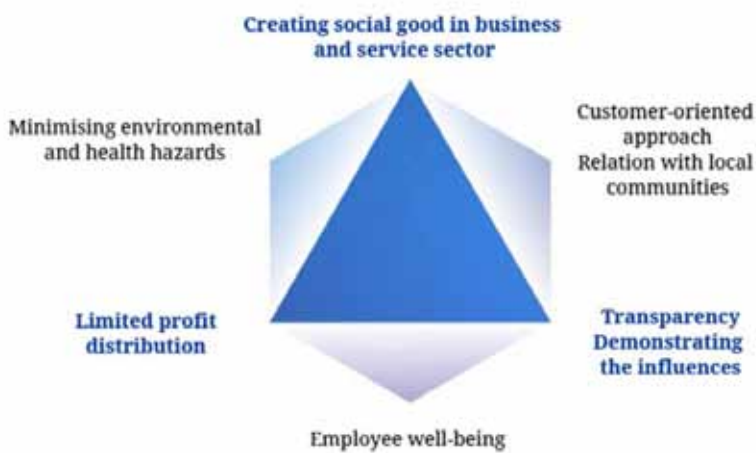 Creating social good in business
and service sector
Minimising environmental
and health hazards
Customer-oriented
approach
Relation with local
communities
Limited profit
distribution
Transparency
Demonstrating
the influences
Employee well-being